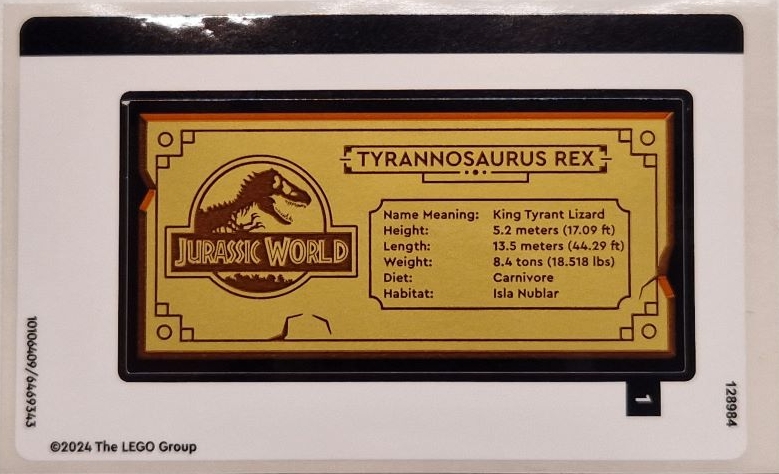 TYRANNOSAURUS REX
JURASSIC WORLD
Name Meaning: King Tyrant Lizard
Height: 5.2 meters (17.09 ft)
Length: 13.5 meters (44.29 ft)
Weight: 8.4 tons (18.518 lbs)
Diet: Carnivore
Habitat: Isla Nublar
1
10106409/6469343
128984
©2024 The LEGO Group